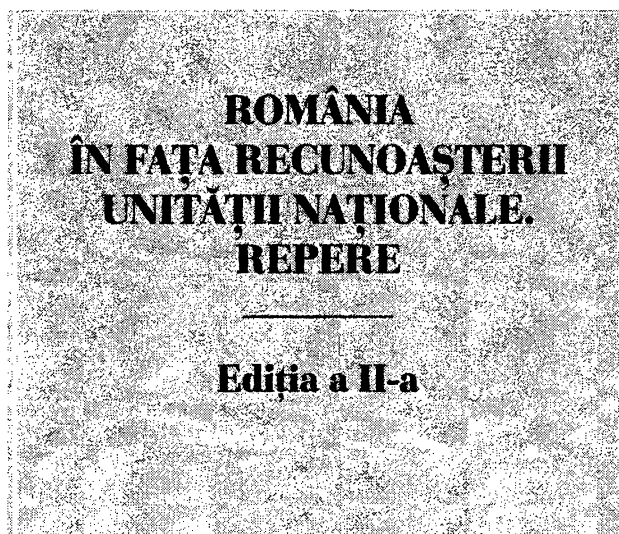 ROMÂNIA
ÎN FAȚA RECUNOAȘTERII
UNITĂȚII NAȚIONALE.
REPERE
Ediția a II-a